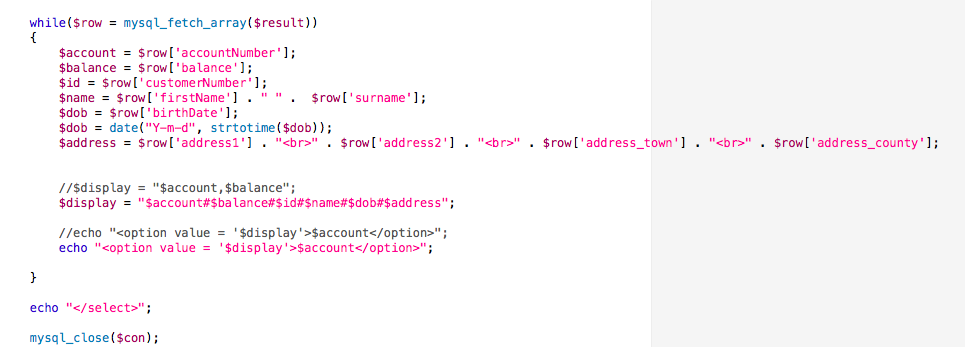 while($row = mysql_fetch_array($result))
{
    $account = $row['accountNumber'];
    $balance = $row['balance'];
    $id = $row['customerNumber'];
    $name = $row['firstName'] . " " .  $row['surname'];
    $dob = $row['birthDate'];
    $dob = date("Y-m-d", strtotime($dob));
    $address = $row['address1'] . "<br>" . $row['address2'] . "<br>" . $row['address_town'] . "<br>" . $row['address_county'];
    //$display = "$account,$balance";
    $display = "$account#$balance#$id#$name#$dob#$address";
    //echo "<option value = '$display'>$account</option>";
    echo "<option value = '$display'>$account</option>";
}
echo "</select>";
mysql_close($con);